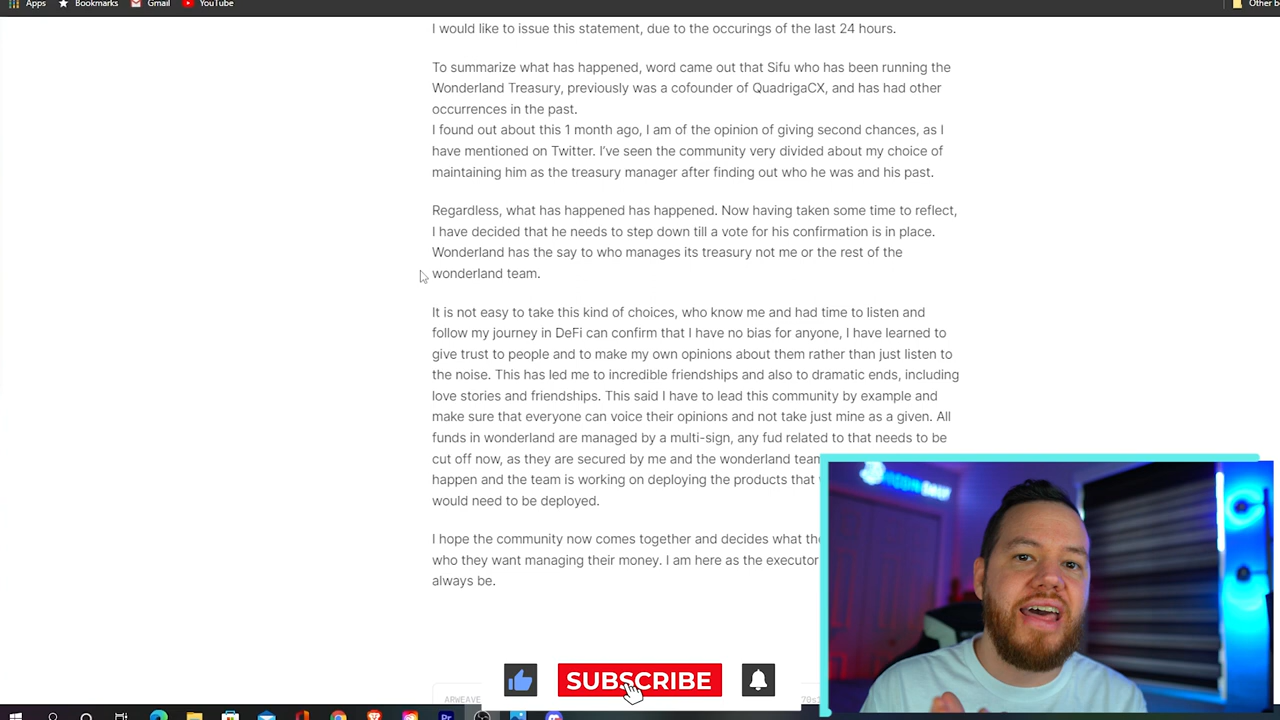 Apps Bookmarks Gmail YouTube Other b
I would like to issue this statement, due to the occurings of the last 24 hours.
To summarize what has happened, word came out that Sifu who has been running the
Wonderland Treasury, previously was a cofounder of QuadrigaCX, and has had other
occurrences in the past.
I found out about this 1 month ago, I am of the opinion of giving second chances, as I
have mentioned on Twitter. I've seen the community very divided about my choice of
maintaining him as the treasury manager after finding out who he was and his past.
Regardless, what has happened has happened. Now having taken some time to reflect,
I have decided that he needs to step down till a vote for his confirmation is in place.
Wonderland has the say to who manages its treasury not me or the rest of the
wonderland team.
It is not easy to take this kind of choices, who know me and had time to listen and
follow my journey in DeFi can confirm that I have no bias for anyone, I have learned to
give trust to people and to make my own opinions about them rather than just listen to
the noise. This has led me to incredible friendships and also to dramatic ends, including
love stories and friendships. This said I have to lead this community by example and
make sure that everyone can voice their opinions and not take just mine as a given. All
funds in wonderland are managed by a multi-sign, any fud related to that needs to be
cut off now, as they are secured by me and the wonderland team
happen and the team is working on deploying the products that
would need to be deployed.
I hope the community now comes together and decides what
who they want managing their money. I am here as the executor
always be.
SUBSCRIBE
ARWEAVE